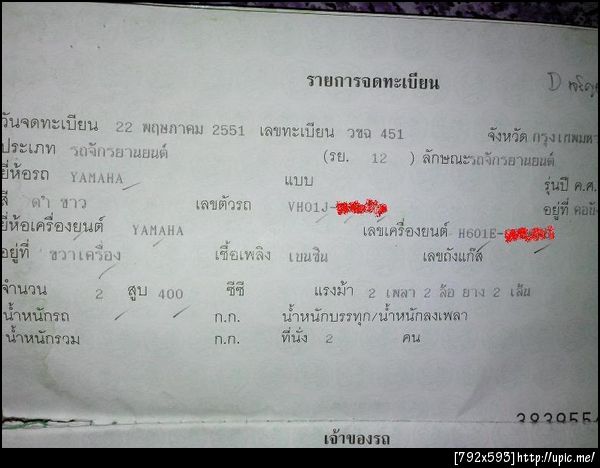 รายการจดทะเบียน
วันจดทะเบียน 22 พฤษภาคม 2551 เลขทะเบียน วขฉ 451 จังหวัด กรุงเทพมหา
ประเภท รถจักรยานยนต์ (รย. 12 ) ลักษณะรถจักรยานยนต์
ยี่ห้อรถ YAMAHA แบบ รุ่นปี ค.ศ.
สี ดำ ขาว เลขตัวรถ VH01J- อยู่ที่ คอยัง
ยี่ห้อเครื่องยนต์ YAMAHA เลขเครื่องยนต์ H601E-
อยู่ที่ ขวาเครื่อง เชื้อเพลิง เบนซิน เลขถังแก๊ส
จำนวน 2 สูบ 400 ซีซี แรงม้า 2 เพลา 2 ล้อ ยาง 2 เส้น
น้ำหนักรถ ก.ก. น้ำหนักบรรทุก/น้ำหนักลงเพลา
น้ำหนักรวม ก.ก. ที่นั่ง 2 คน
เจ้าของรถ
[792x593]http://upic.me/